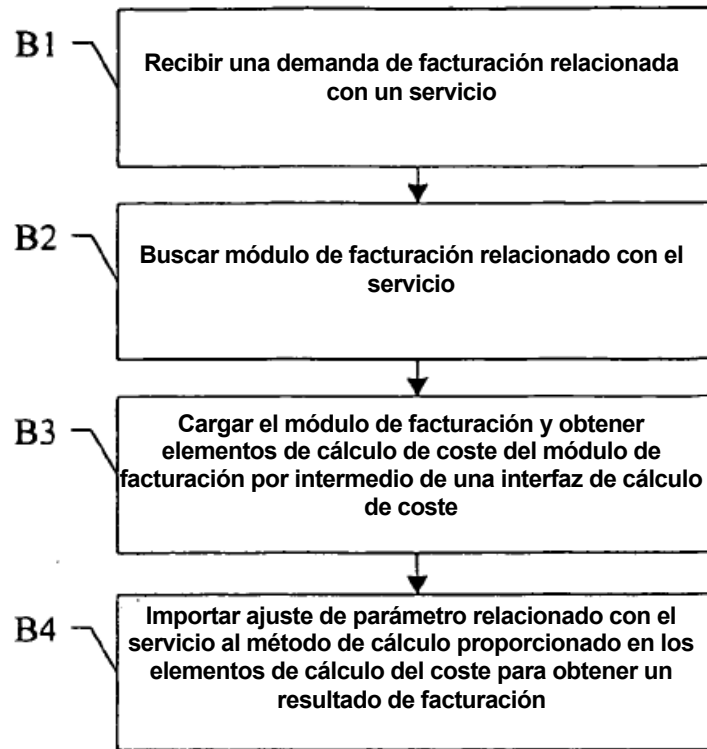 B1
Recibir una demanda de facturación relacionada
con un servicio
B2
Buscar módulo de facturación relacionado con el
servicio
B3
Cargar el módulo de facturación y obtener
elementos de cálculo de coste del módulo de
facturación por intermedio de una interfaz de cálculo
de coste
B4
Importar ajuste de parámetro relacionado con el
servicio al método de cálculo proporcionado en los
elementos de cálculo del coste para obtener un
resultado de facturación